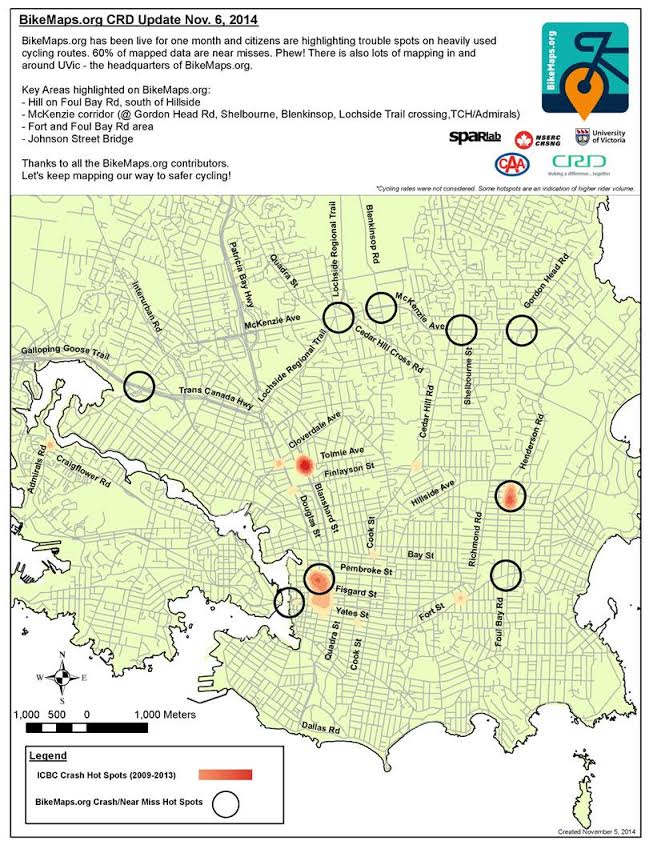 BikeMaps.org CRD Update Nov. 6, 2014
BikeMaps.org has been live for one month and citizens are highlighting trouble spots on heavily used
cycling routes. 60% of mapped data are near misses. Phew! There is also lots of mapping in and
around UVic - the headquarters of BikeMaps.org.
Key Areas highlighted on BikeMaps.org:
- Hill on Foul Bay Rd, south of Hillside
- McKenzie corridor (@ Gordon Head Rd, Shelbourne, Blenkinsop, Lochside Trail crossing,TCH/Admirals)
- Fort and Foul Bay Rd area
- Johnson Street Bridge
Thanks to all the BikeMaps.org contributors.
Let's keep mapping our way to safer cycling!
BikeMaps.org
sparlab
NSERC
CRSNG
University
of Victoria
CAA
CRD
Making a difference...together
*Cycling rates were not considered. Some hotspots are an indication of higher rider volume.
Lochside Regional Trail
Blenkinsop Rd
Patricia Bay Hwy
Quadra St
Interurban Rd
Gordon Head Rd
McKenzie Ave
McKenzie Ave
Cedar Hill Cross Rd
Lochside Regional Trail
Galloping Goose Trail
Trans Canada Hwy
Shelbourne St
Cedar Hill Rd
Henderson Rd
Cloverdale Ave
Tolmie Ave
Finlayson St
Admirals Rd
Craigflower Rd
Hillside Ave
Blanshard St
Douglas St
Cook St
Richmond Rd
Bay St
Pembroke St
Fisgard St
Yates St
Fort St
Foul Bay Rd
Quadra St
Cook St
Dallas Rd
N
W E
S
1,000 500 0 1,000 Meters
Legend
ICBC Crash Hot Spots (2009-2013)
BikeMaps.org Crash/Near Miss Hot Spots
Created November 5, 2014